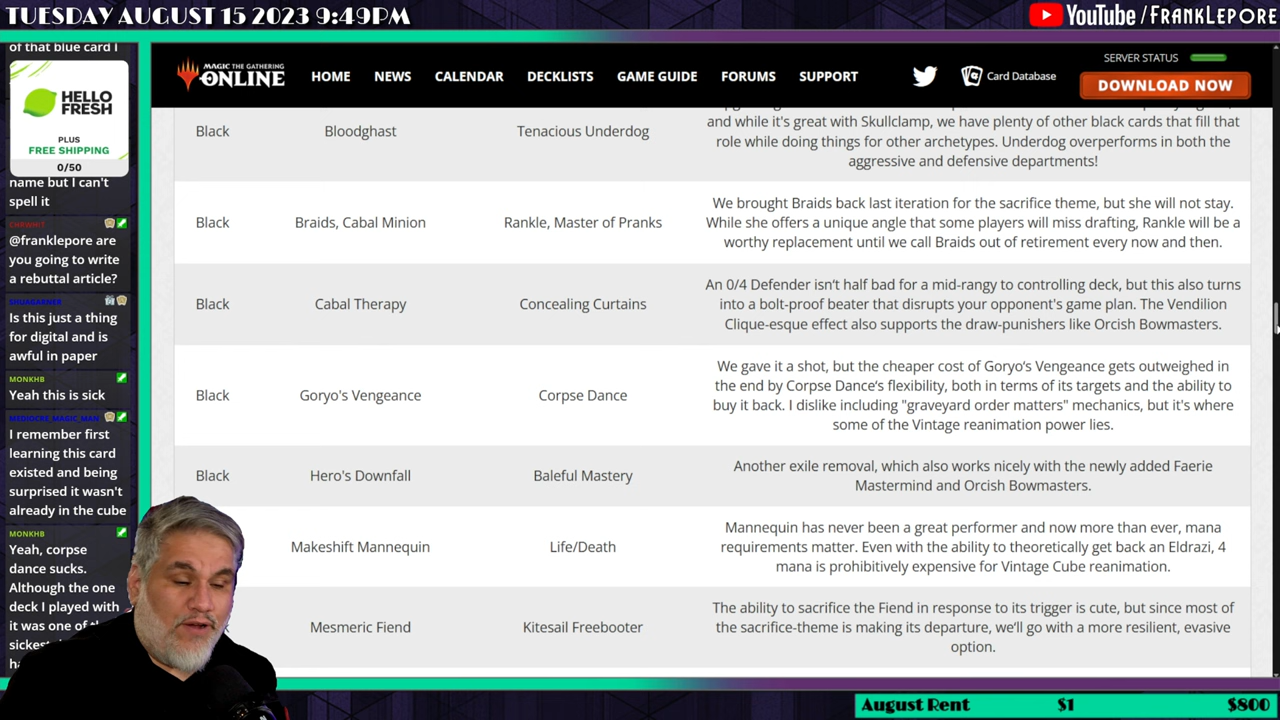 TUESDAY AUGUST 15 2023 9:49PM
YouTube/FRANKLEPORE
of that blue card I
HELLO
FRESH
PLUS
FREE SHIPPING
0/50
name but I can't
spell it
CHRWHIT
@franklepore are
you going to write
a rebuttal article?
SHUAGARNER
Is this just a thing
for digital and is
awful in paper
MONKHB
Yeah this is sick
MEDIOCRE_MAGIC_MAN
I remember first
learning this card
existed and being
surprised it wasn't
already in the cube
MONKHB
Yeah, corpse
dance sucks.
Although the one
deck I played with
it was one of
sickes
MAGIC THE GATHERING
ONLINE
HOME NEWS CALENDAR DECKLISTS GAME GUIDE FORUMS SUPPORT
Card Database
SERVER STATUS
DOWNLOAD NOW
Black Bloodghast Tenacious Underdog
and while it's great with Skullclamp, we have plenty of other black cards that fill that
role while doing things for other archetypes. Underdog overperforms in both the
aggressive and defensive departments!
Black Braids, Cabal Minion Rankle, Master of Pranks
We brought Braids back last iteration for the sacrifice theme, but she will not stay.
While she offers a unique angle that some players will miss drafting, Rankle will be a
worthy replacement until we call Braids out of retirement every now and then.
Black Cabal Therapy Concealing Curtains
An 0/4 Defender isn't half bad for a mid-rangy to controlling deck, but this also turns
into a bolt-proof beater that disrupts your opponent's game plan. The Vendilion
Clique-esque effect also supports the draw-punishers like Orcish Bowmasters.
Black Goryo's Vengeance Corpse Dance
We gave it a shot, but the cheaper cost of Goryo's Vengeance gets outweighed in
the end by Corpse Dance's flexibility, both in terms of its targets and the ability to
buy it back. I dislike including "graveyard order matters" mechanics, but it's where
some of the Vintage reanimation power lies.
Black Hero's Downfall Baleful Mastery
Another exile removal, which also works nicely with the newly added Faerie
Mastermind and Orcish Bowmasters.
Makeshift Mannequin Life/Death
Mannequin has never been a great performer and now more than ever, mana
requirements matter. Even with the ability to theoretically get back an Eldrazi, 4
mana is prohibitively expensive for Vintage Cube reanimation.
Mesmeric Fiend Kitesail Freebooter
The ability to sacrifice the Fiend in response to its trigger is cute, but since most of
the sacrifice-theme is making its departure, we'll go with a more resilient, evasive
option.
August Rent $1 $800